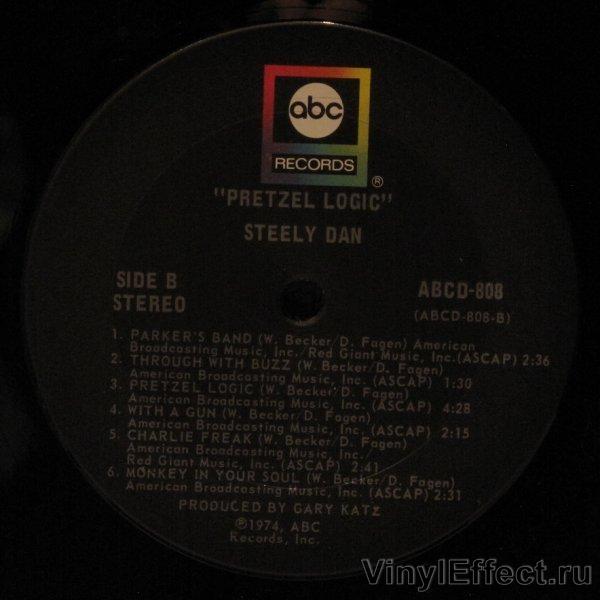 abc
RECORDS
®
"PRETZEL LOGIC"
STEELY DAN
SIDE B
STEREO
ABCD-808
(ABCD-808-B)
1. PARKER'S BAND (W. Becker/D. Fagen) American
Broadcasting Music, Inc./Red Giant Music, Inc.(ASCAP) 2:36
2. THROUGH WITH BUZZ (W. Becker/D. Fagen)
American Broadcasting Music, Inc. (ASCAP) 1:30
3. PRETZEL LOGIC (W. Becker/D. Fagen)
American Broadcasting Music, Inc. (ASCAP) 4:28
4. WITH A GUN (W. Becker/D. Fagen)
American Broadcasting Music, Inc. (ASCAP) 2:15
5. CHARLIE FREAK (W. Becker/D. Fagen)
American Broadcasting Music, Inc./
Red Giant Music, Inc. (ASCAP) 2:41
6. MONKEY IN YOUR SOUL (W. Becker/D. Fagen)
American Broadcasting Music, Inc. (ASCAP) 2:31
PRODUCED BY GARY KATZ
℗1974, ABC
Records, Inc.
VinylEffect.ru